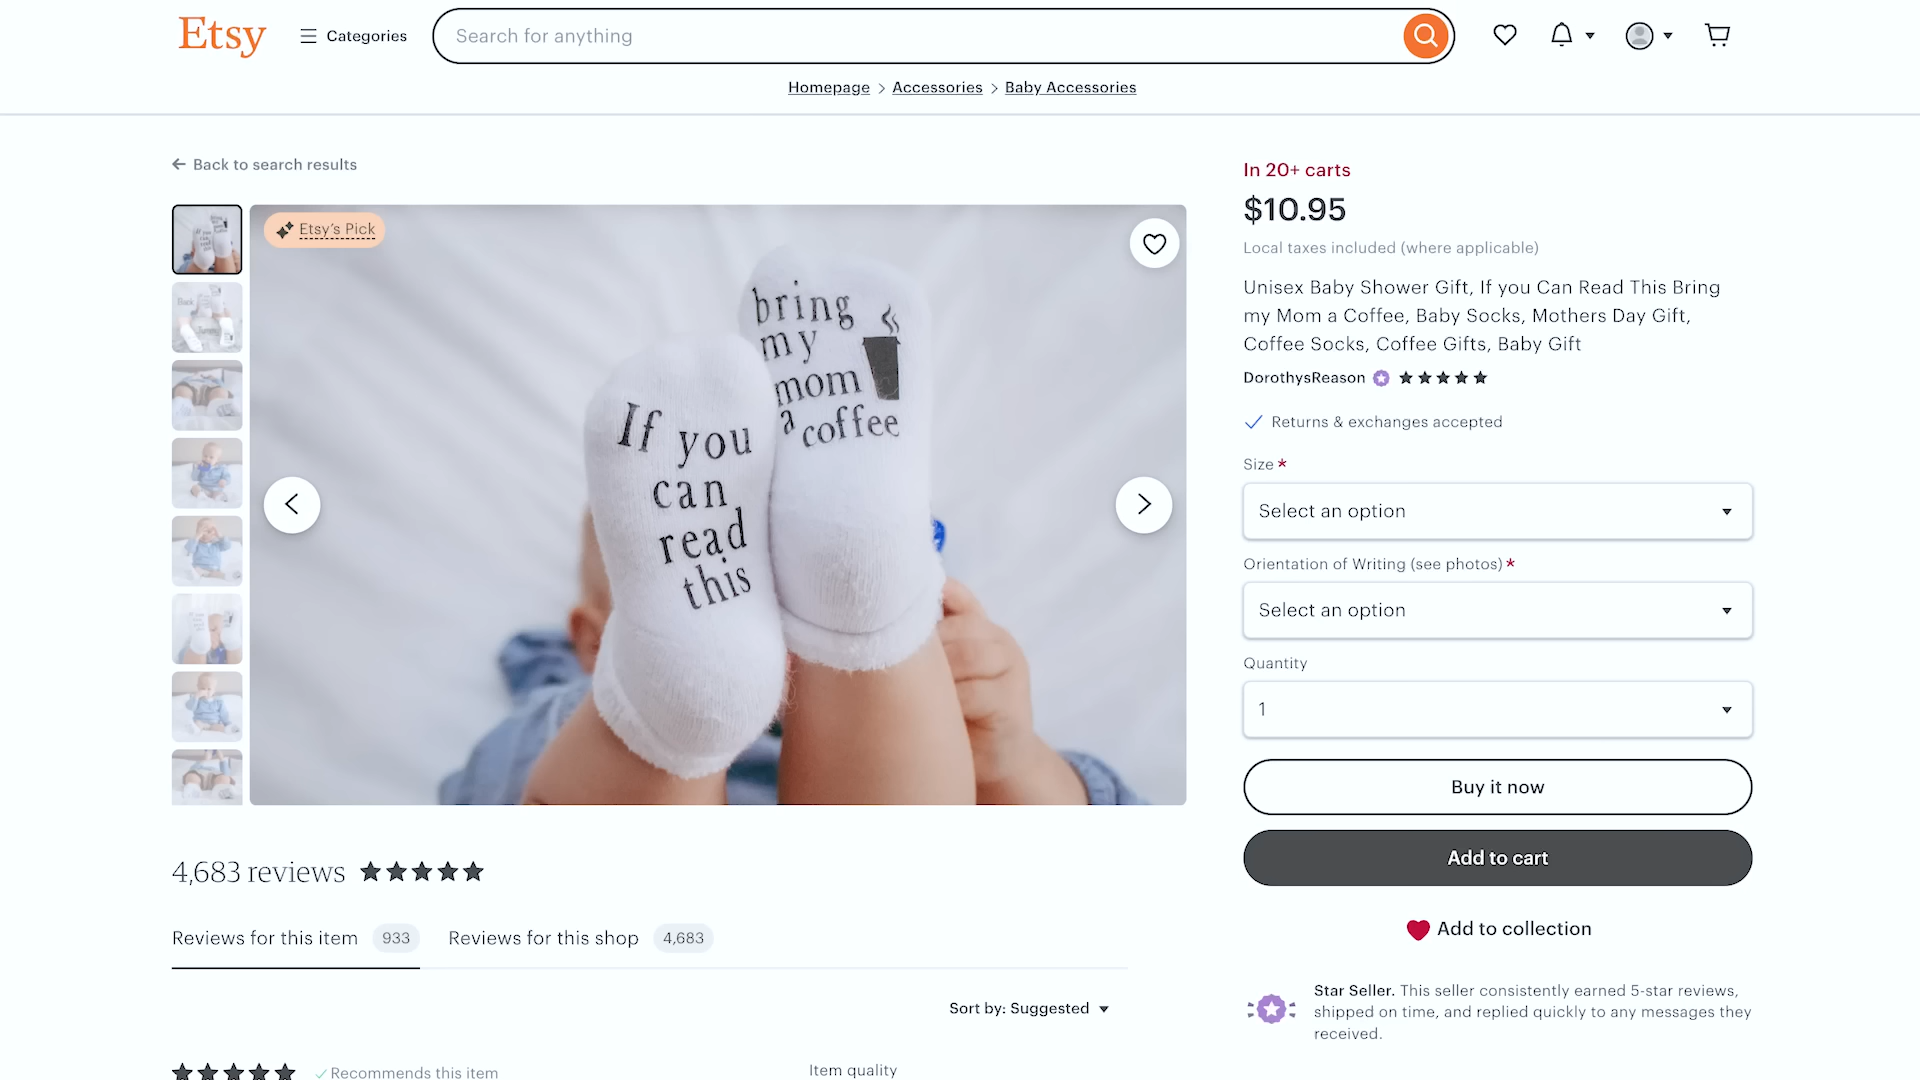 Etsy
Categories
Search for anything
Homepage > Accessories > Baby Accessories
Back to search results
Etsy's Pick
If you
can
read
this
bring
my
mom
a coffee
4,683 reviews
Reviews for this item 933
Reviews for this shop 4,683
Sort by: Suggested
Recommends this item
Item quality
In 20+ carts
$10.95
Local taxes included (where applicable)
Unisex Baby Shower Gift, If you Can Read This Bring
my Mom a Coffee, Baby Socks, Mothers Day Gift,
Coffee Socks, Coffee Gifts, Baby Gift
DorothysReason
Returns & exchanges accepted
Size *
Select an option
Orientation of Writing (see photos) *
Select an option
Quantity
1
Buy it now
Add to cart
Add to collection
Star Seller. This seller consistently earned 5-star reviews,
shipped on time, and replied quickly to any messages they
received.